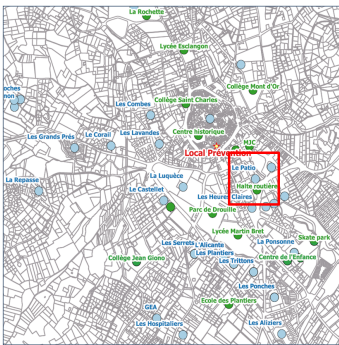 La Rochette
Lycée Esclangon
Collège Mont d'Or
oches
non
Collège Saint Charles
Les Combes
Centre historique
Les Lavandes
Les Grands Prés
Le Corail
MJC
Local Prévention
Le Patio
La Luquèce
La Repasse
Le Castellet
Halte routière
Les Heures Claires
Parc de Drouille
Lycée Martin Bret
Skate park
Les Serrets
L'Alicante
La Ponsonne
Les Plantiers
Collège Jean Giono
Les Trittons
Centre de l'Enfance
Les Ponches
GEA
Ecole des Plantiers
Les Hospitaliers
Les Aliziers